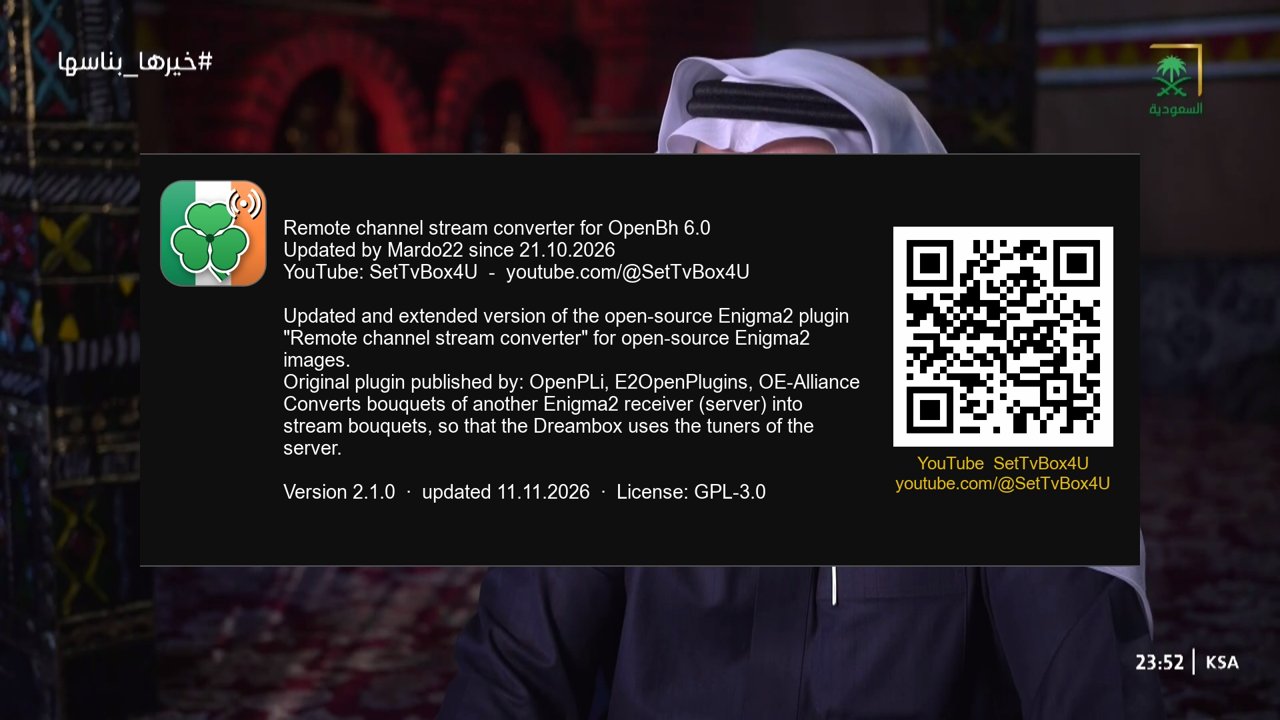 #خيرها_بناسها
السعودية
Remote channel stream converter for OpenBh 6.0
Updated by Mardo22 since 21.10.2026
YouTube: SetTvBox4U - youtube.com/@SetTvBox4U
Updated and extended version of the open-source Enigma2 plugin
"Remote channel stream converter" for open-source Enigma2
images.
Original plugin published by: OpenPLi, E2OpenPlugins, OE-Alliance
Converts bouquets of another Enigma2 receiver (server) into
stream bouquets, so that the Dreambox uses the tuners of the
server.
Version 2.1.0 · updated 11.11.2026 · License: GPL-3.0
YouTube SetTvBox4U
youtube.com/@SetTvBox4U
23:52 | KSA